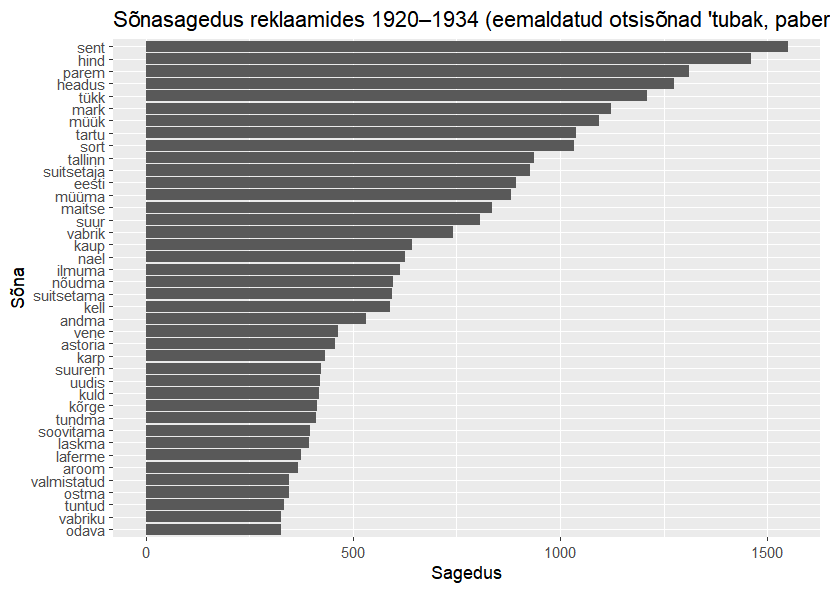 Sõnasagedus reklaamides 1920–1934 (eemaldatud otsisõnad 'tubak, paber
sent
hind
parem
headus
tükk
mark
müük
tartu
sort
tallinn
suitsetaja
eesti
müüma
maitse
suur
vabrik
kaup
nael
ilmuma
nõudma
suitsetama
kell
andma
vene
astoria
karp
suurem
uudis
kuld
kõrge
tundma
soovitama
laskma
laferme
aroom
valmistatud
ostma
tuntud
vabriku
odava
Sõna
0 500 1000 1500
Sagedus